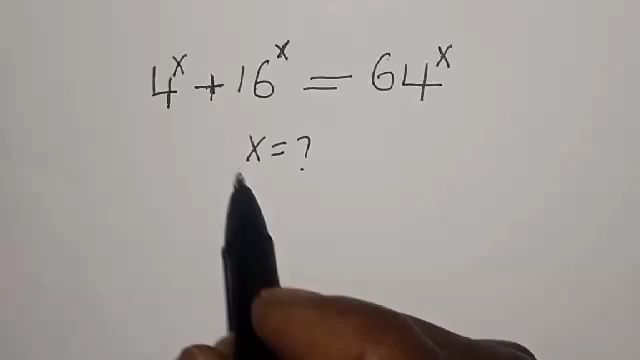 4^x + 16^x = 64^x
x = ?